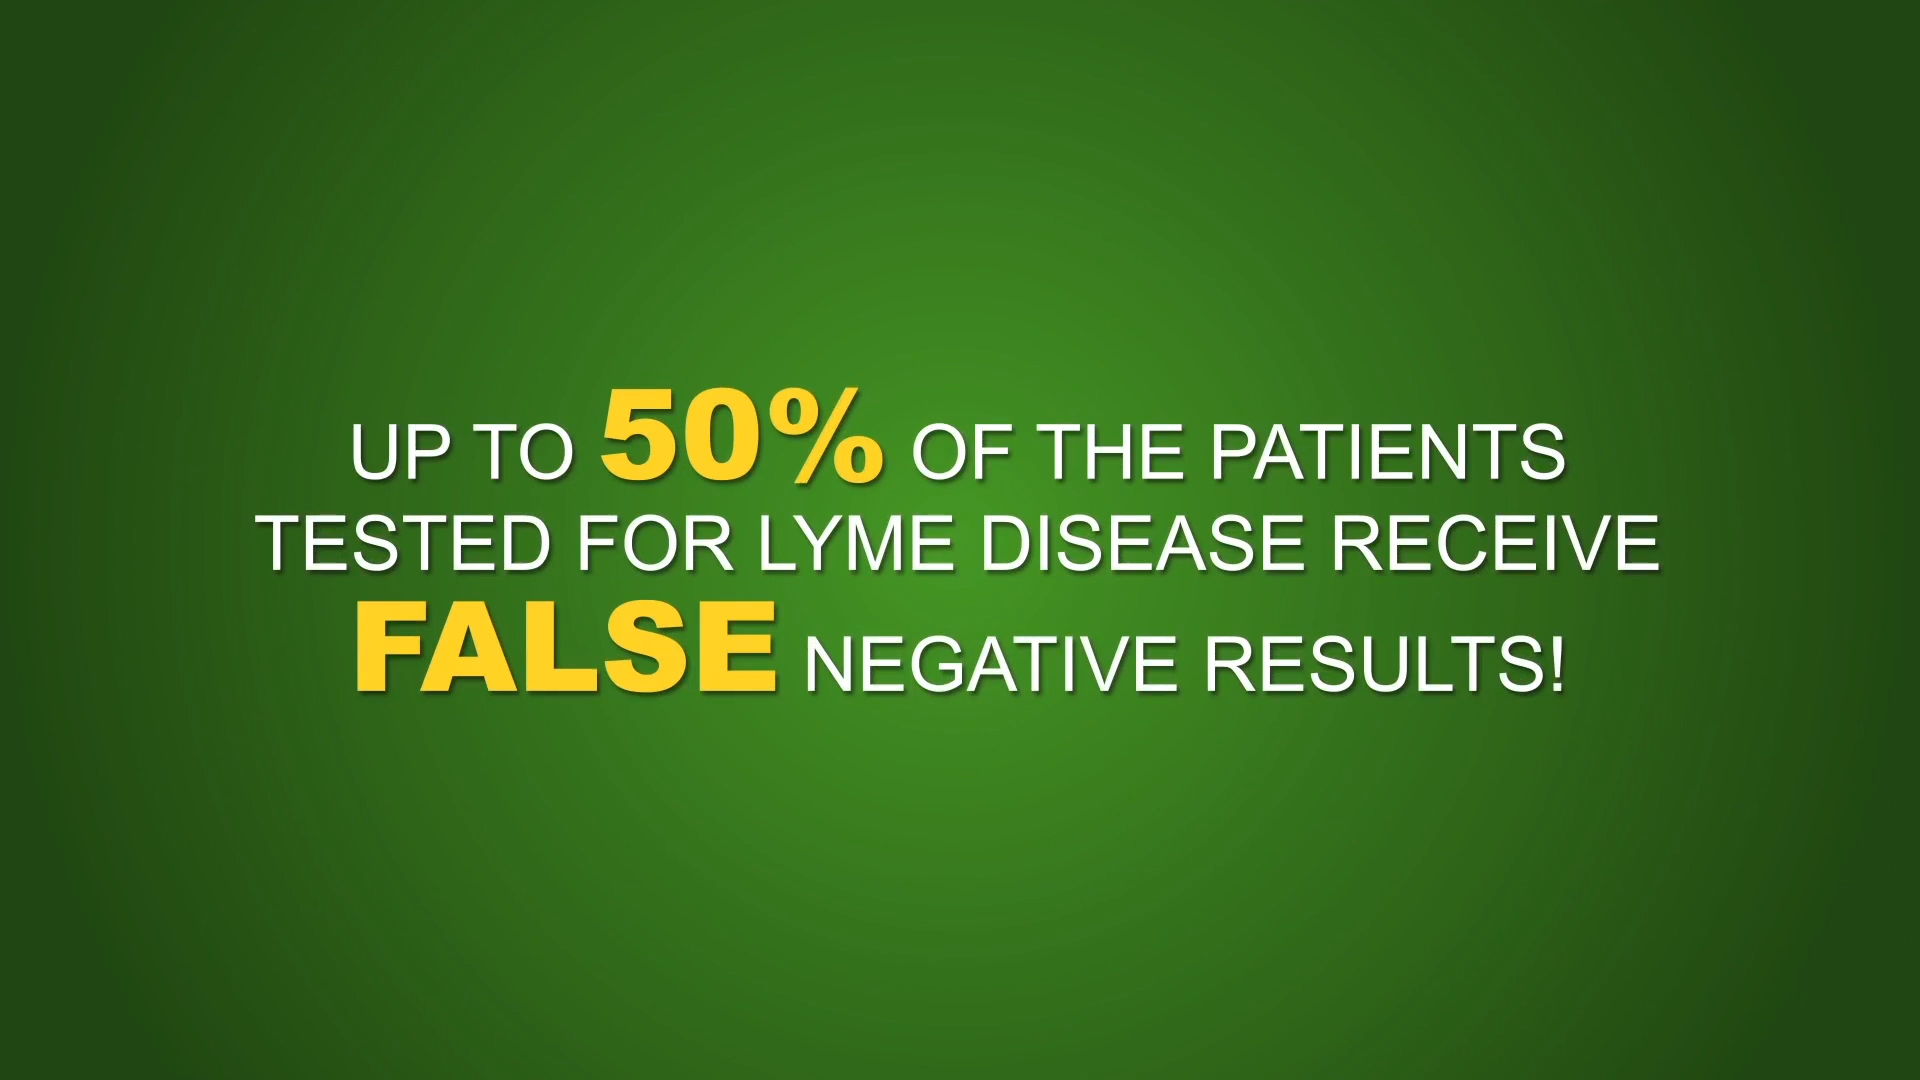 UP TO 50% OF THE PATIENTS
TESTED FOR LYME DISEASE RECEIVE
FALSE NEGATIVE RESULTS!